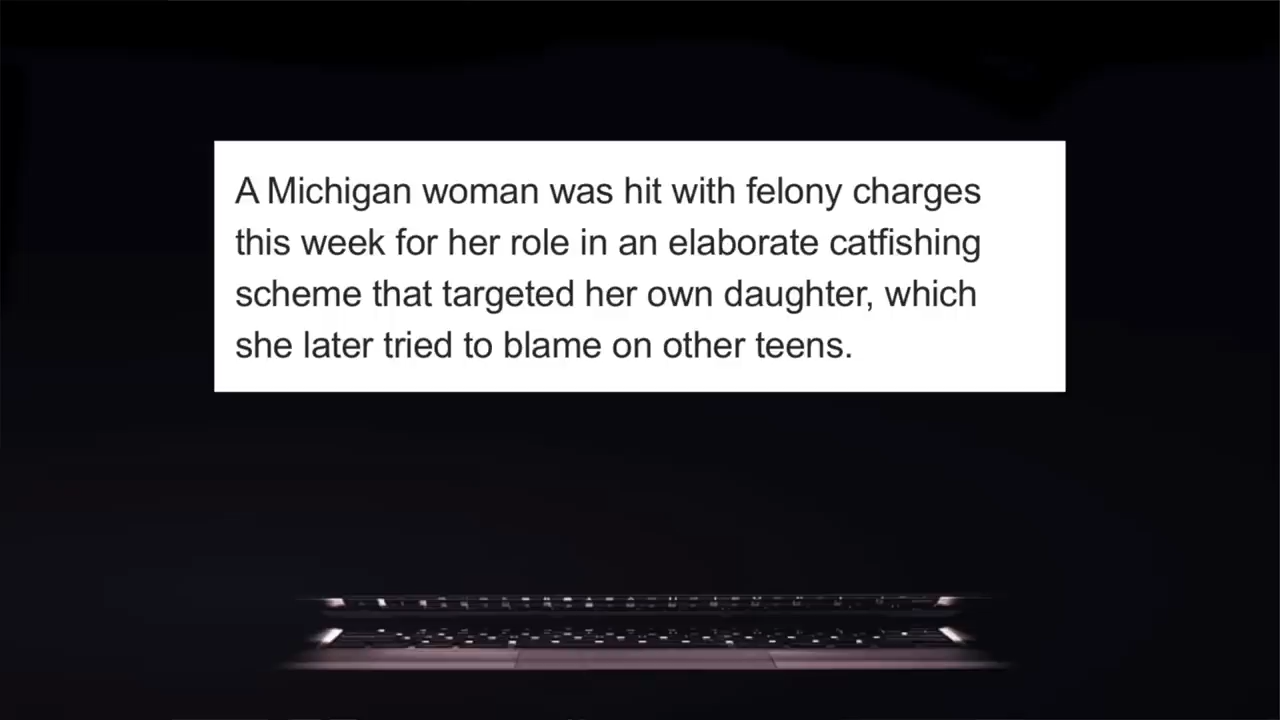 A Michigan woman was hit with felony charges
this week for her role in an elaborate catfishing
scheme that targeted her own daughter, which
she later tried to blame on other teens.